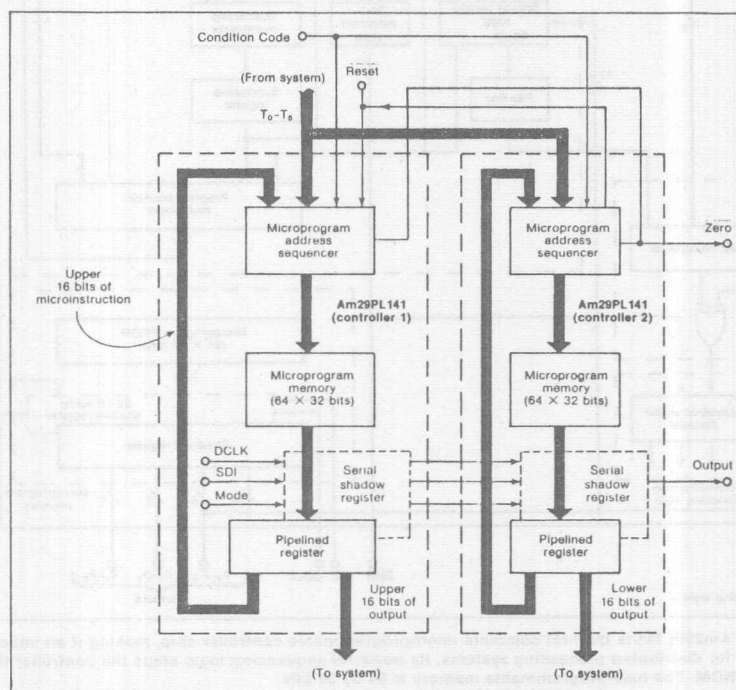 Condition Code
(From system)
Reset
T0-T6
Microprogram
address
sequencer
Microprogram
address
sequencer
Zero
Upper
16 bits of
microinstruction
Am29PL141
(controller 1)
Am29PL141
(controller 2)
Microprogram
memory
(64 × 32 bits)
Microprogram
memory
(64 × 32 bits)
DCLK
SDI
Mode
Serial
shadow
register
Serial
shadow
register
Output
Pipelined
register
Pipelined
register
Upper
16 bits of
output
Lower
16 bits of
output
(To system)
(To system)